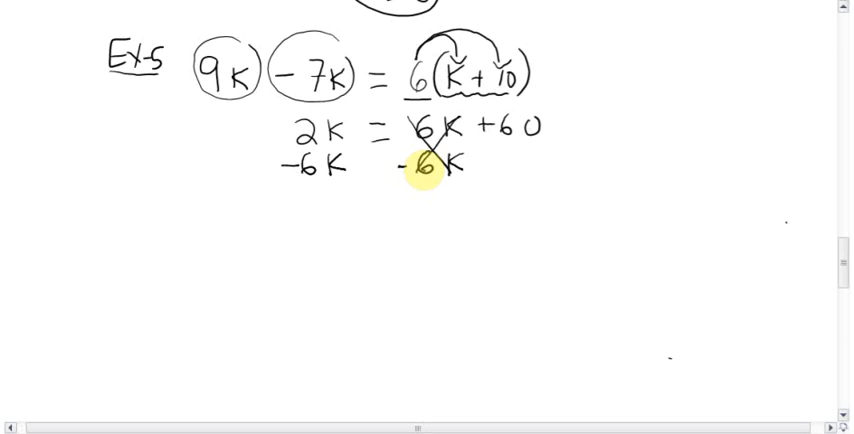 Ex-5 9k - 7k = 6(k + 10)
2k = 6k + 60
-6k -6k